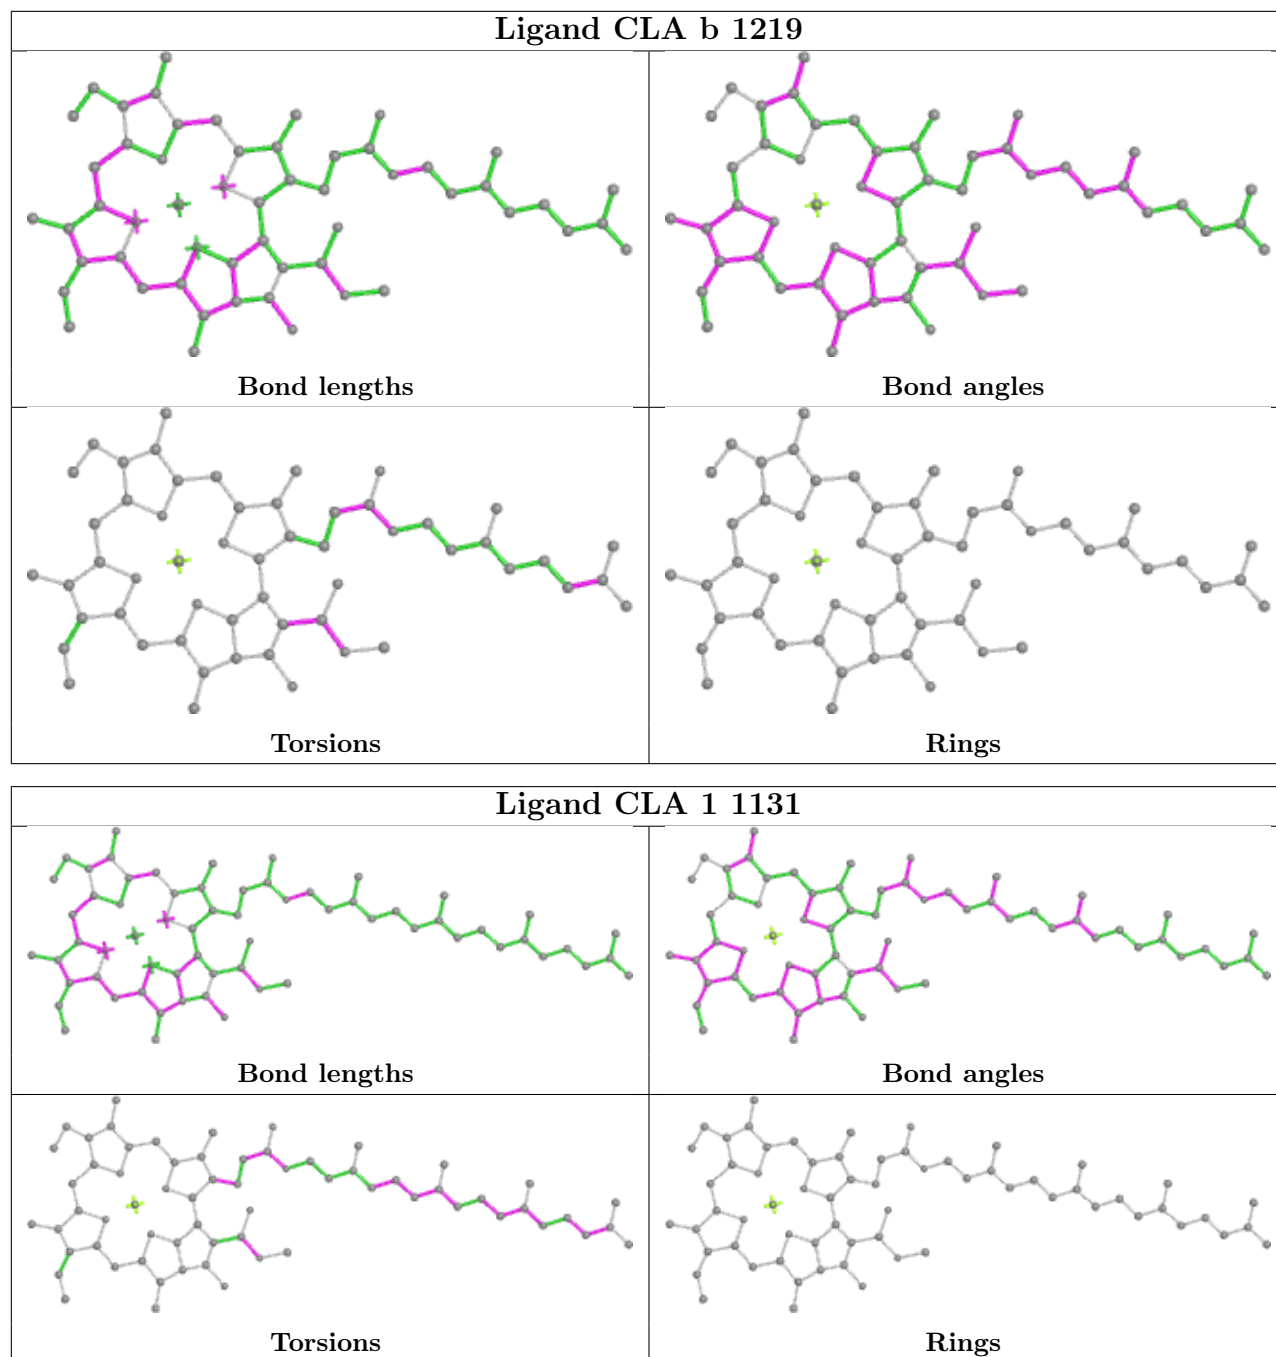 Ligand CLA b 1219
Bond lengths
Bond angles
Torsions
Rings
Ligand CLA 1 1131
Bond lengths
Bond angles
Torsions
Rings